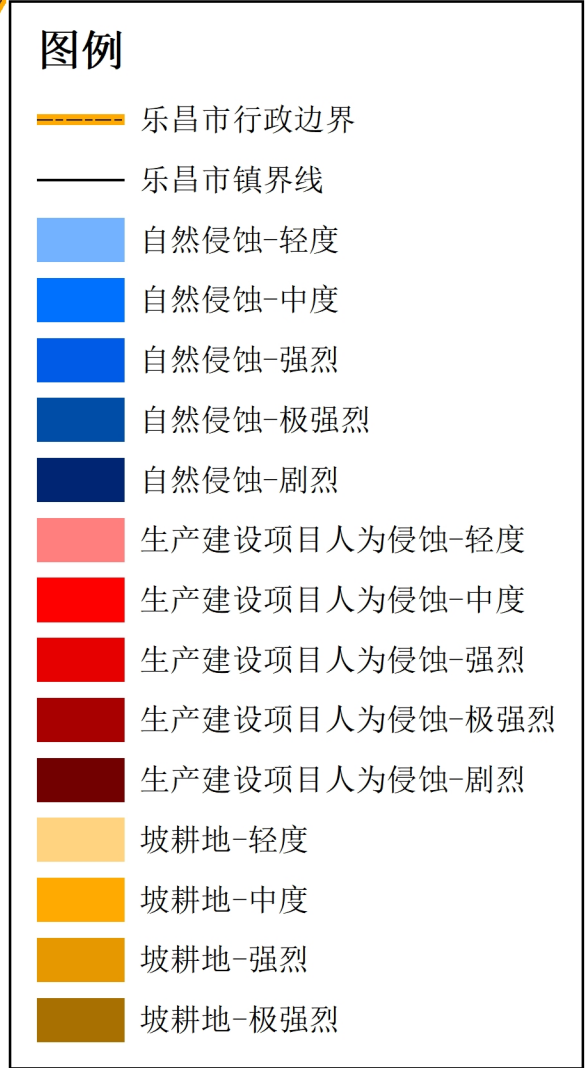 图例
乐昌市行政边界
乐昌市镇界线
自然侵蚀-轻度
自然侵蚀-中度
自然侵蚀-强烈
自然侵蚀-极强烈
自然侵蚀-剧烈
生产建设项目人为侵蚀-轻度
生产建设项目人为侵蚀-中度
生产建设项目人为侵蚀-强烈
生产建设项目人为侵蚀-极强烈
生产建设项目人为侵蚀-剧烈
坡耕地-轻度
坡耕地-中度
坡耕地-强烈
坡耕地-极强烈